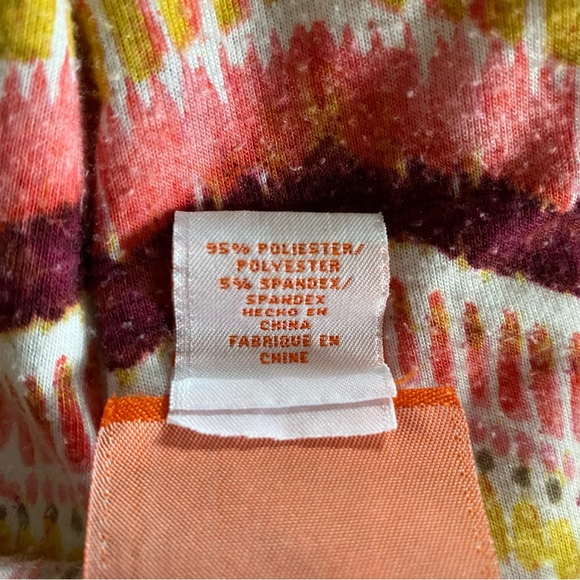 95% POLIESTER/
POLYESTER
5% SPANDEX/
SPANDEX
HECHO EN
CHINA
FABRIQUE EN
CHINE